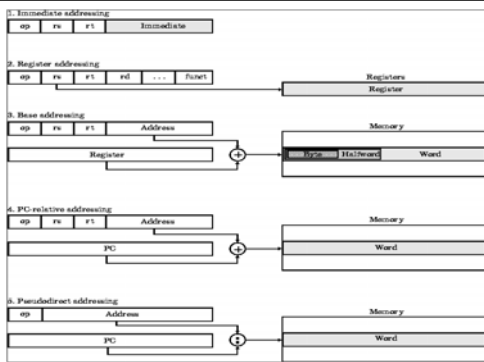 1. Immediate addressing
op rs rt Immediate
2. Register addressing
op rs rt rd ... funct
Registers
Register
3. Base addressing
op rs rt Address
Memory
Register
+
Byte Halfword Word
4. PC-relative addressing
op rs rt Address
Memory
PC
+
Word
5. Pseudodirect addressing
op Address
Memory
PC
:
Word